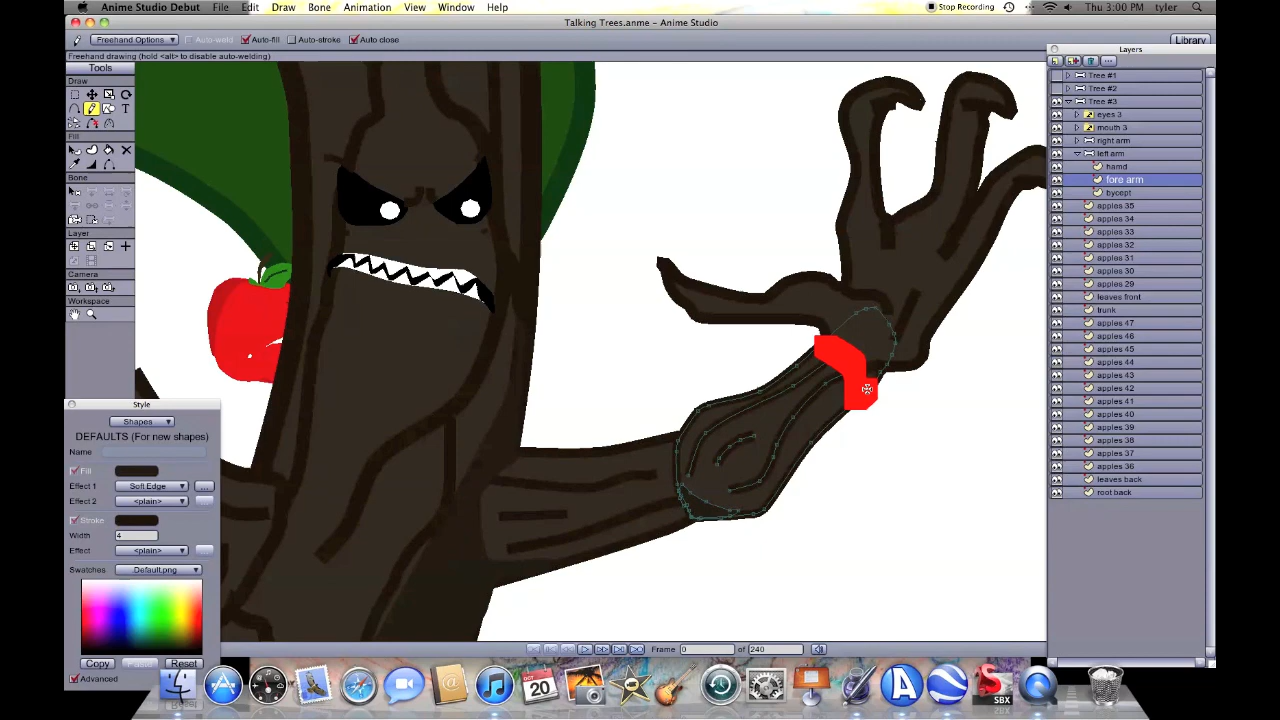 Anime Studio Debut File Edit Draw Bone Animation View Window Help Stop Recording Thu 3:00 PM tyler
Talking Trees.anme – Anime Studio
Freehand Options Auto-weld Auto-fill Auto-stroke Auto close Library
Freehand drawing (hold <alt> to disable auto-welding)
Tools
Draw
T
Fill
Bone
Layer
Camera
Workspace
Layers
Tree #1
Tree #2
Tree #3
eyes 3
mouth 3
right arm
left arm
hamd
fore arm
bycept
apples 35
apples 34
apples 33
apples 32
apples 31
apples 30
apples 29
leaves front
trunk
apples 47
apples 46
apples 45
apples 44
apples 43
apples 42
apples 41
apples 40
apples 39
apples 38
apples 37
apples 36
leaves back
root back
Style
Shapes
DEFAULTS (For new shapes)
Name
Fill
Effect 1 Soft Edge ...
Effect 2 <plain> ...
Stroke
Width 4
Effect <plain> ...
Swatches .Default.png
Copy Paste Reset
Advanced
Frame 0 of 240
OCT
20
SBX